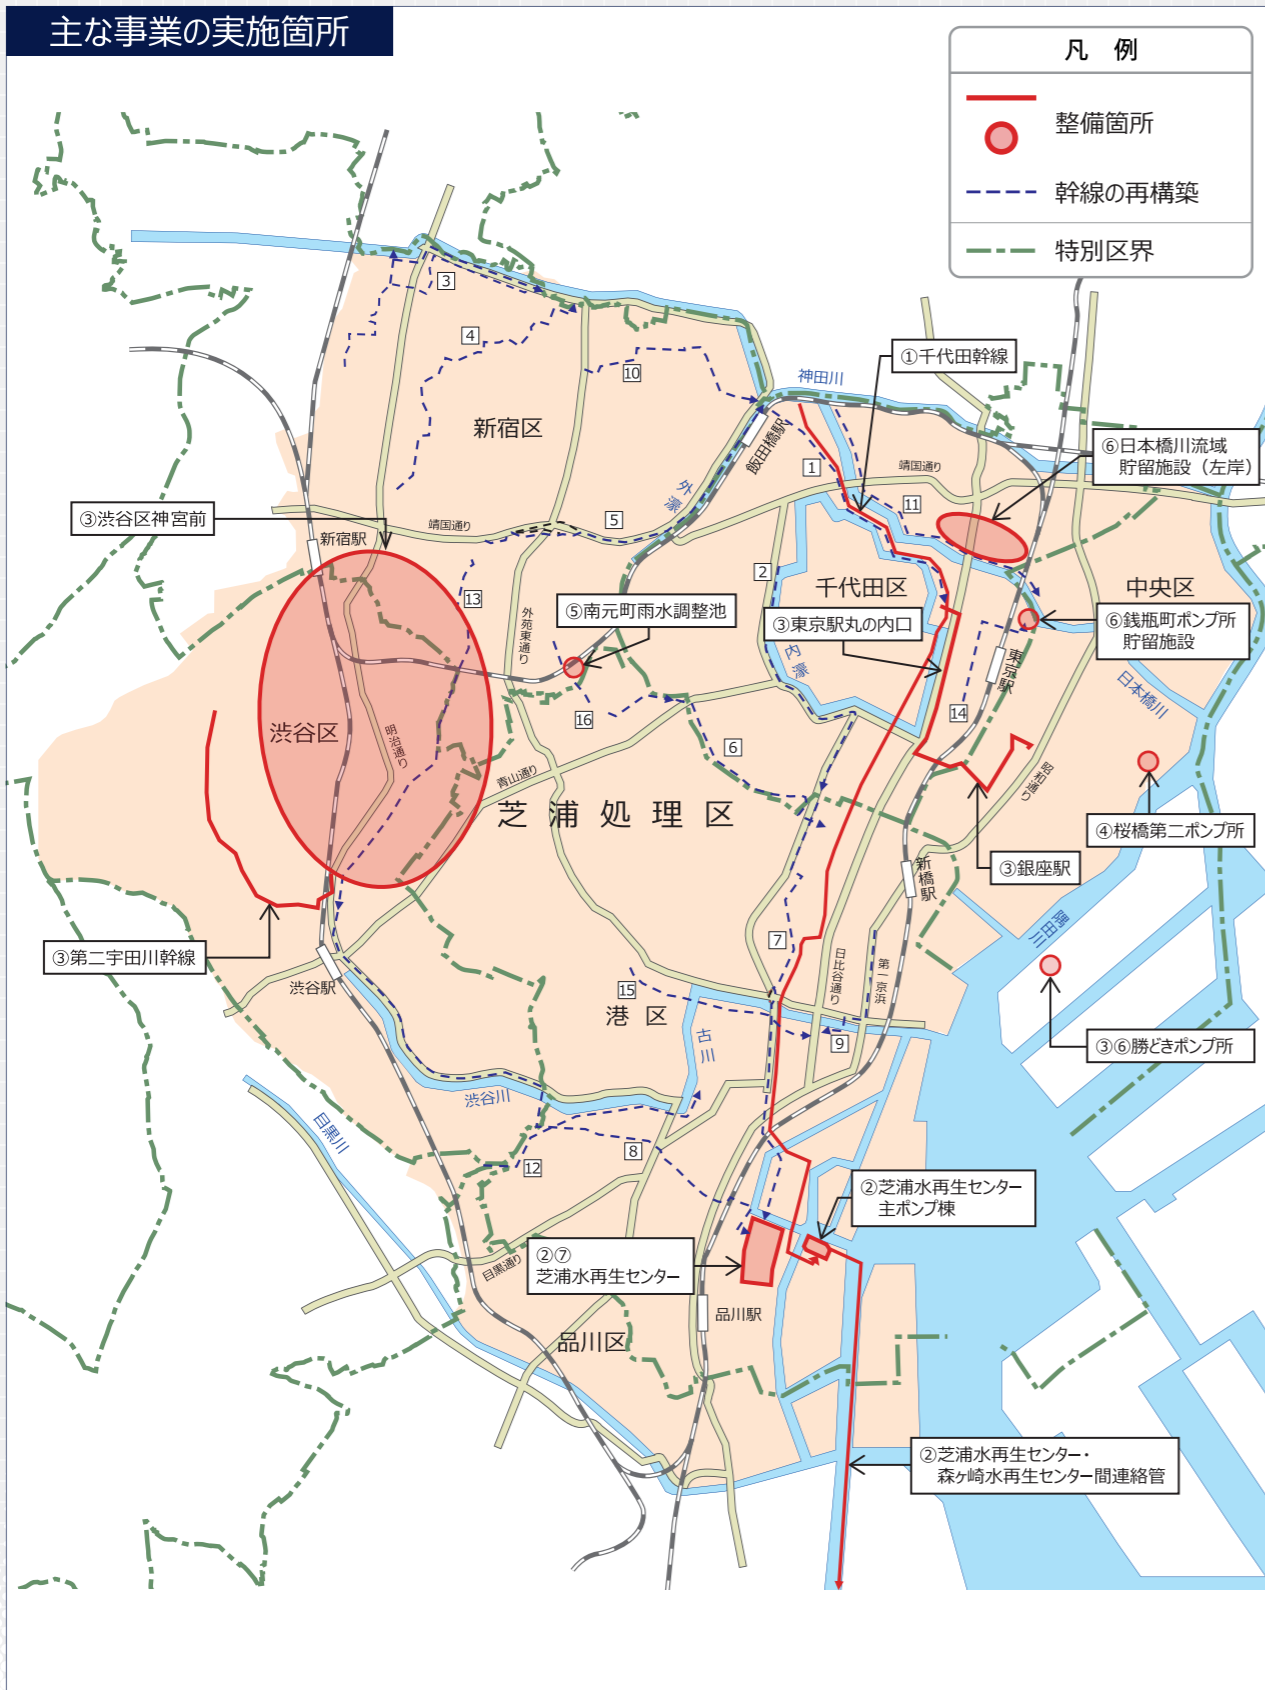 主な事業の実施箇所
凡 例
整備箇所
幹線の再構築
特別区界
3
4
10
新宿区
神田川
①千代田幹線
飯田橋駅
靖国通り
⑥日本橋川流域
貯留施設（左岸）
1
11
外濠
5
靖国通り
③渋谷区神宮前
新宿駅
2
千代田区
中央区
13
外苑東通り
⑤南元町雨水調整池
③東京駅丸の内口
⑥銭瓶町ポンプ所
貯留施設
内濠
東京駅
日本橋川
14
16
6
渋谷区
明治通り
青山通り
昭和通り
芝浦処理区
④桜橋第二ポンプ所
③銀座駅
新橋駅
隅田川
③第二宇田川幹線
渋谷駅
7
日比谷通り
第一京浜
15
港区
古川
9
③⑥勝どきポンプ所
渋谷川
目黒川
8
12
②芝浦水再生センター
主ポンプ棟
②⑦
芝浦水再生センター
目黒通り
品川駅
品川区
②芝浦水再生センター・
森ヶ崎水再生センター間連絡管